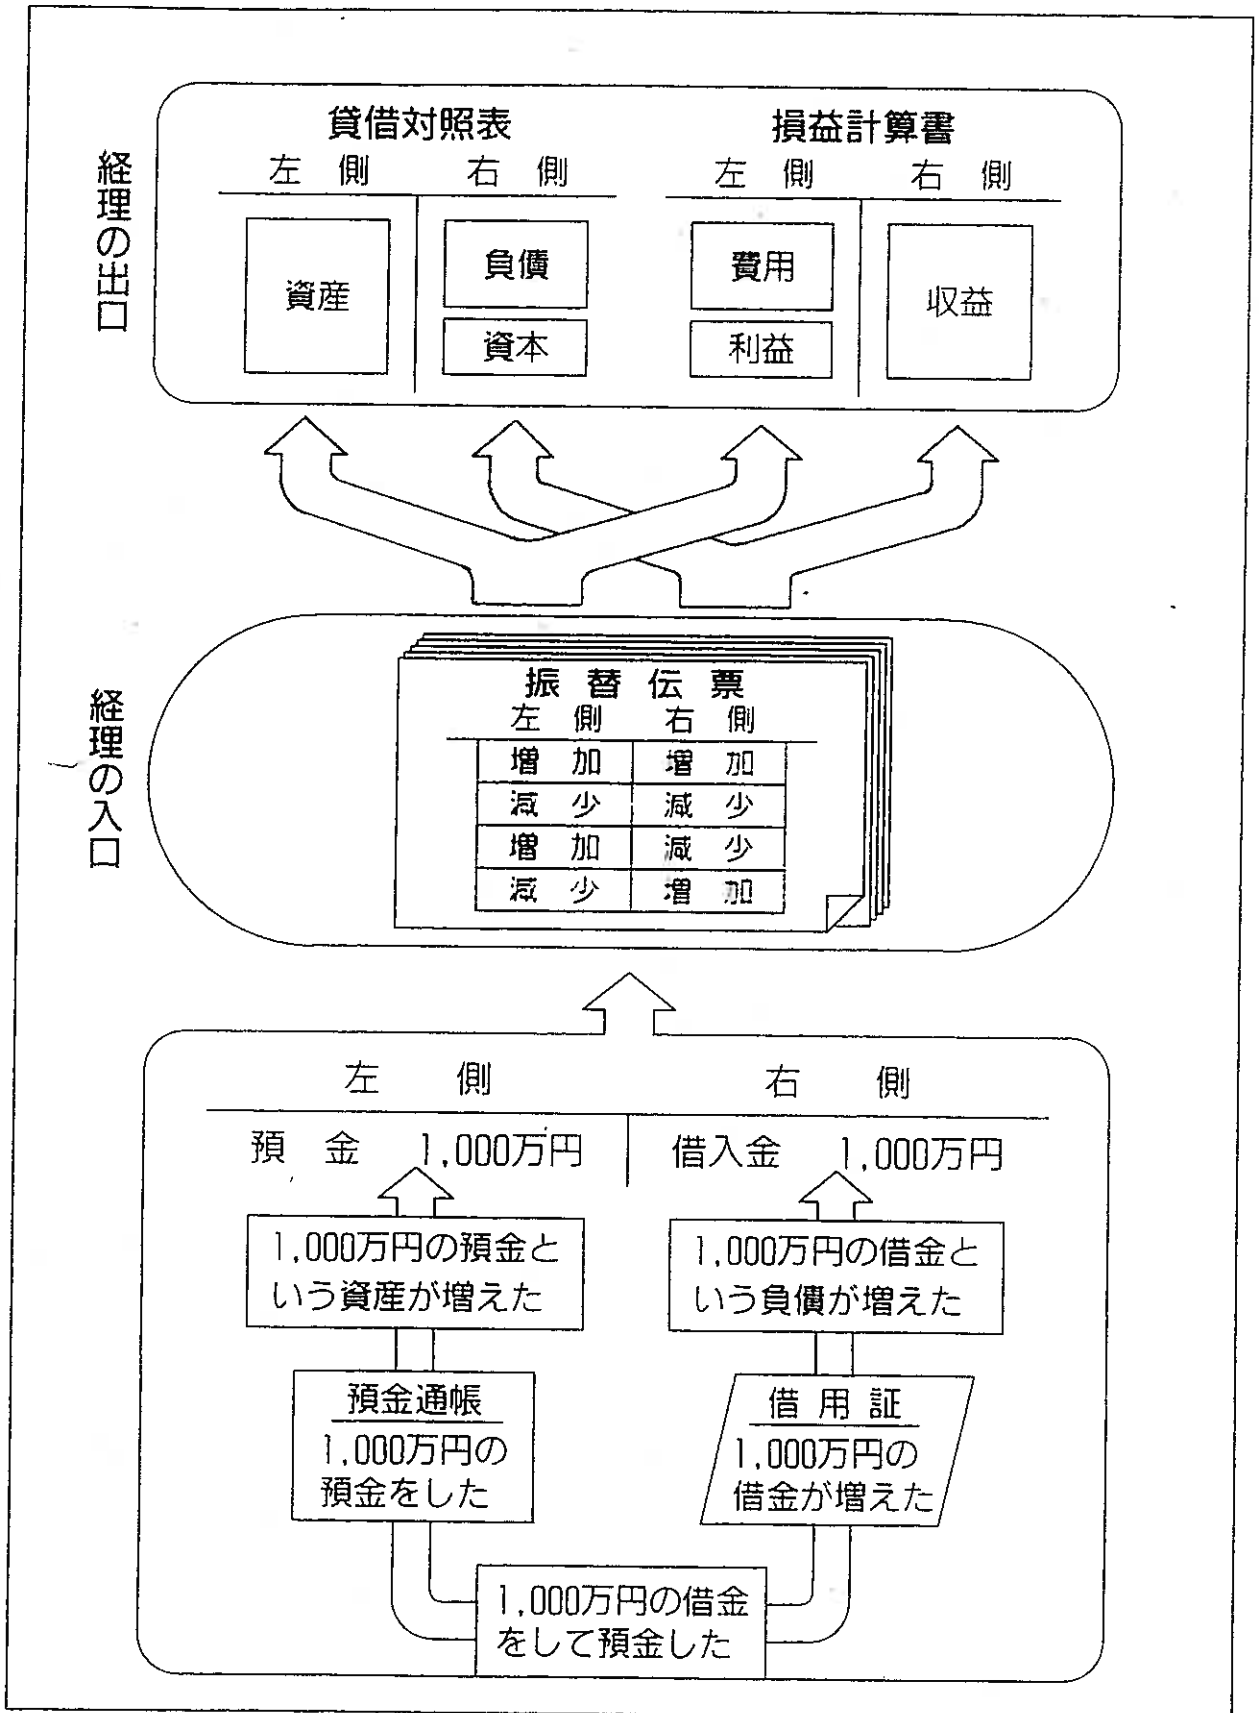 経理の出口
貸借対照表
左 側 右 側
資産
負債
資本
損益計算書
左 側 右 側
費用
利益
収益
経理の入口
振 替 伝 票
左 側 右 側
増 加 増 加
減 少 減 少
増 加 減 少
減 少 増 加
左 側 右 側
預 金 1,000万円 借入金 1,000万円
1,000万円の預金と
いう資産が増えた
1,000万円の借金と
いう負債が増えた
預金通帳
1,000万円の
預金をした
借 用 証
1,000万円の
借金が増えた
1,000万円の借金
をして預金した